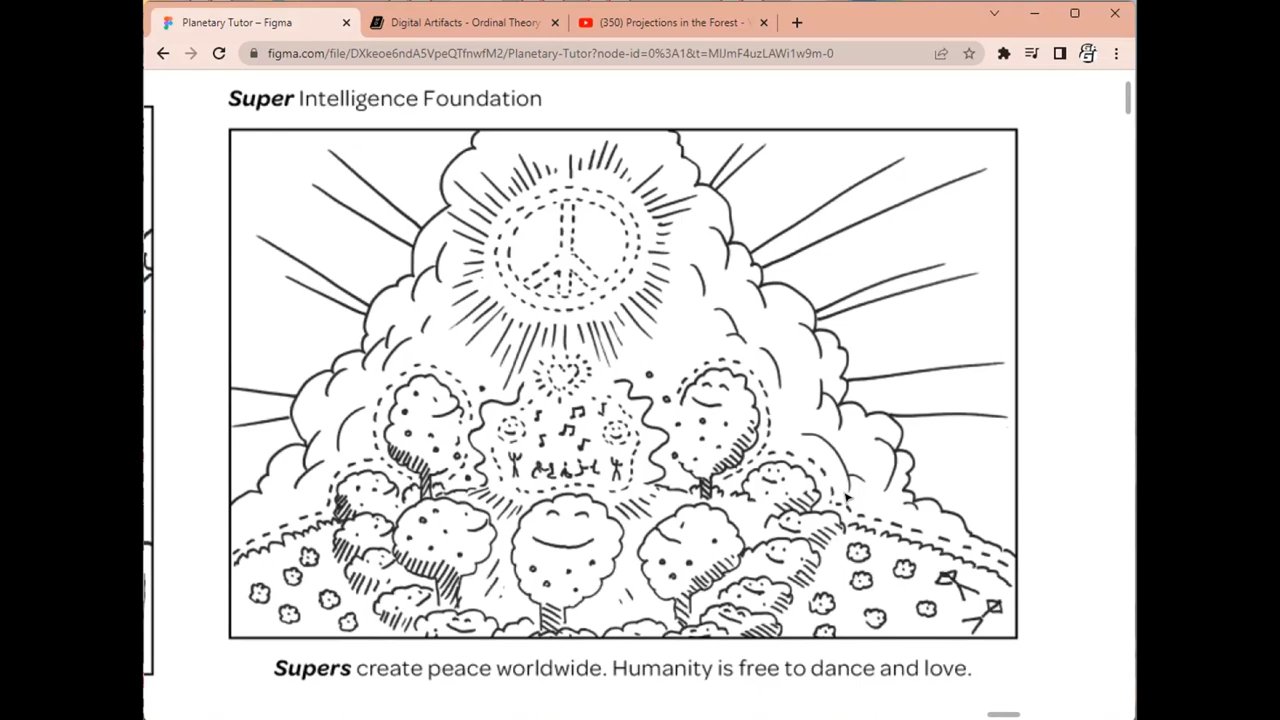 Planetary Tutor – Figma
Digital Artifacts - Ordinal Theory
(350) Projections in the Forest -
figma.com/file/DXkeoe6ndA5VpeQTfnwfM2/Planetary-Tutor?node-id=0%3A1&t=MlJmF4uzLAWi1w9m-0
Super Intelligence Foundation
Supers create peace worldwide. Humanity is free to dance and love.